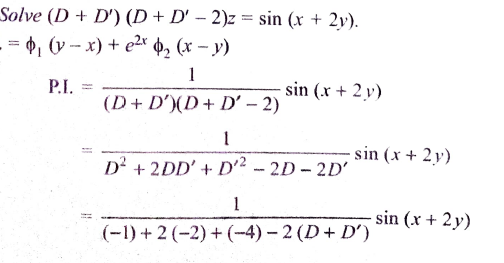 Solve (D + D′) (D + D′ – 2)z = sin (x + 2y).
= ϕ₁ (y – x) + e²ˣ ϕ₂ (x – y)
P.I. = 1 / (D + D′)(D + D′ – 2) sin (x + 2y)
= 1 / D² + 2DD′ + D′² – 2D – 2D′ sin (x + 2y)
= 1 / (–1) + 2 (–2) + (–4) – 2 (D + D′) sin (x + 2y)